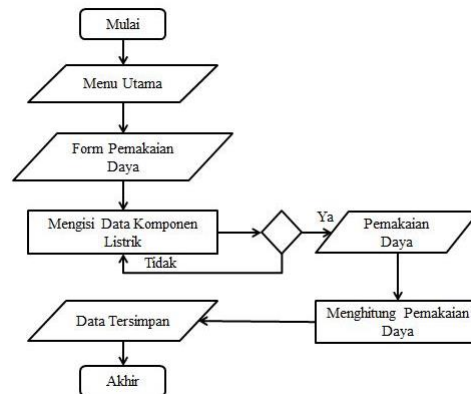 Mulai
Menu Utama
Form Pemakaian
Daya
Mengisi Data Komponen
Listrik
Ya
Tidak
Pemakaian
Daya
Menghitung Pemakaian
Daya
Data Tersimpan
Akhir